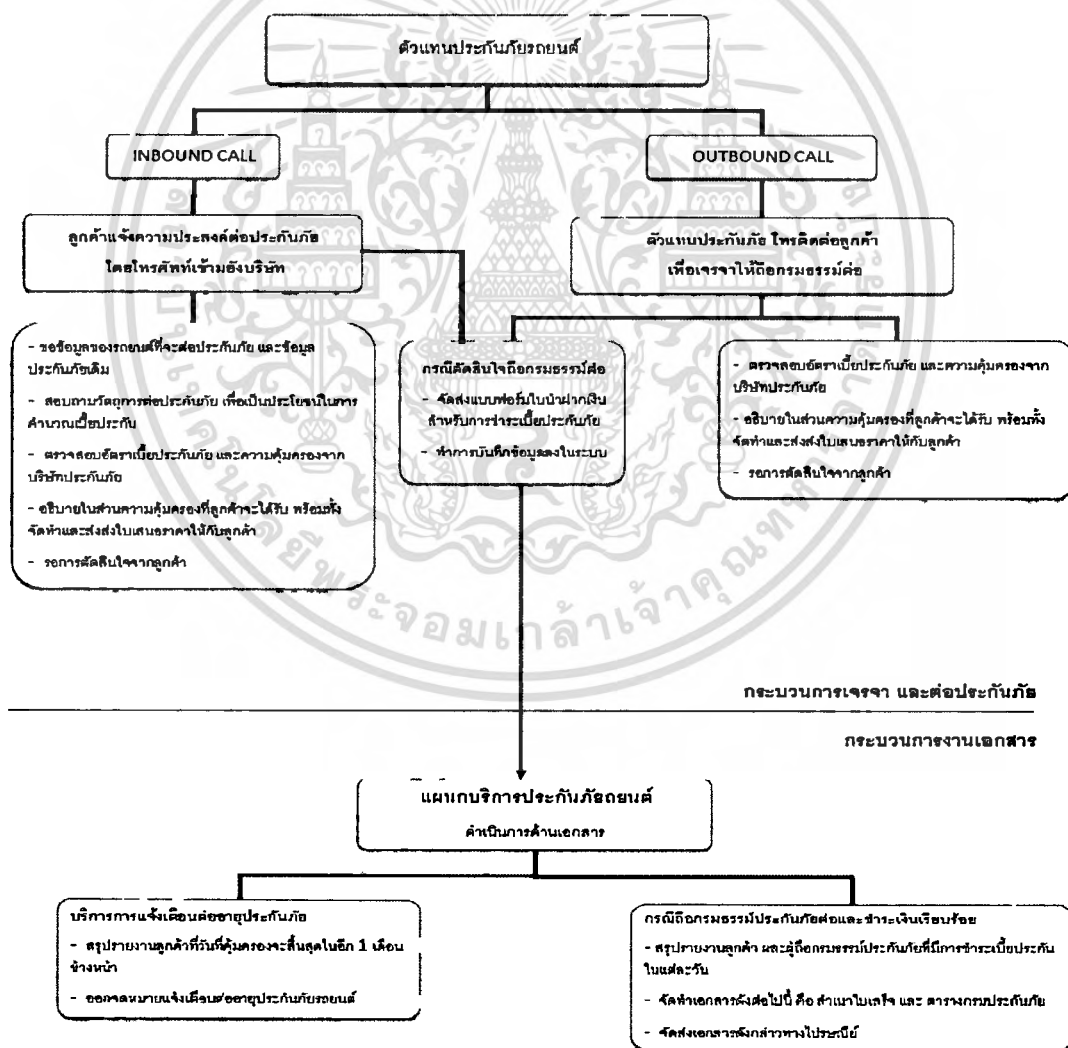 ตัวแทนประกันภัยรถยนต์
INBOUND CALL
OUTBOUND CALL
ลูกค้าแจ้งความประสงค์ต่อประกันภัย
โดยโทรศัพท์เข้ามายังบริษัท
ตัวแทนประกันภัย โทรติดต่อลูกค้า
เพื่อเจรจาให้ถือกรมธรรม์ต่อ
- ขอข้อมูลของรถยนต์ที่จะต่อประกันภัย และข้อมูล
ประกันภัยเดิม
- สอบถามวัตถุการต่อประกันภัย เพื่อเป็นประโยชน์ในการ
คำนวณเบี้ยประกัน
- ตรวจสอบอัตราเบี้ยประกันภัย และความคุ้มครองจาก
บริษัทประกันภัย
- อธิบายในส่วนความคุ้มครองที่ลูกค้าจะได้รับ พร้อมทั้ง
จัดทำและส่งส่งใบเสนอราคาให้กับลูกค้า
- รอการตัดสินใจจากลูกค้า
กรณีตัดสินใจถือกรมธรรม์ต่อ
- จัดส่งแบบฟอร์มใบนำฝากเงิน
สำหรับการชำระเบี้ยประกันภัย
- ทำการบันทึกข้อมูลลงในระบบ
- ตรวจสอบอัตราเบี้ยประกันภัย และความคุ้มครองจาก
บริษัทประกันภัย
- อธิบายในส่วนความคุ้มครองที่ลูกค้าจะได้รับ พร้อมทั้ง
จัดทำและส่งส่งใบเสนอราคาให้กับลูกค้า
- รอการตัดสินใจจากลูกค้า
พระจอมเกล้าเจ้าคุณทหาร
กระบวนการเจรจา และต่อประกันภัย
กระบวนการงานเอกสาร
แผนกบริการประกันภัยถยนต์
ดำเนินการด้านเอกสาร
บริการการแจ้งเตือนต่ออายุประกันภัย
- สรุปรายงานลูกค้าที่วันที่คุ้มครองจะสิ้นสุดในอีก 1 เดือน
ข้างหน้า
- ออกจดหมายแจ้งเตือนต่ออายุประกันภัยรถยนต์
กรณีถือกรมธรรม์ประกันภัยต่อและชำระเงินเรียบร้อย
- สรุปรายงานลูกค้า และผู้ถือกรมธรรม์ประกันภัยที่มีการชำระเบี้ยประกัน
ในแต่ละวัน
- จัดทำเอกสารดังต่อไปนี้ คือ สำเนาใบเสร็จ และ ตารางกรมประกันภัย
- จัดส่งเอกสารดังกล่าวทางไปรษณีย์